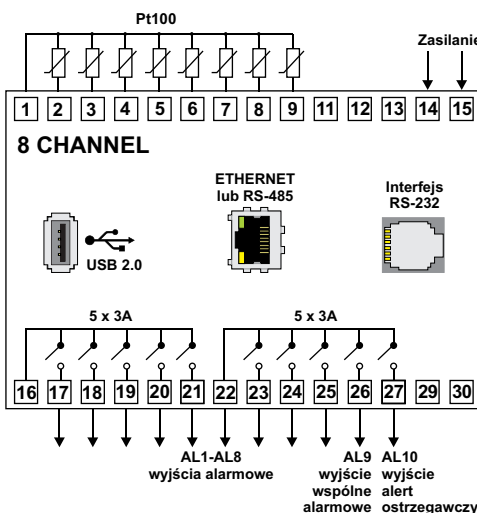 Pt100
Zasilanie
1 2 3 4 5 6 7 8 9 11 12 13 14 15
8 CHANNEL
ETHERNET
lub RS-485
Interfejs
RS-232
USB 2.0
5 x 3A
5 x 3A
16 17 18 19 20 21 22 23 24 25 26 27 29 30
AL1-AL8
wyjścia alarmowe
AL9
wyjście
wspólne
alarmowe
AL10
wyjście
alert
ostrzegawczy